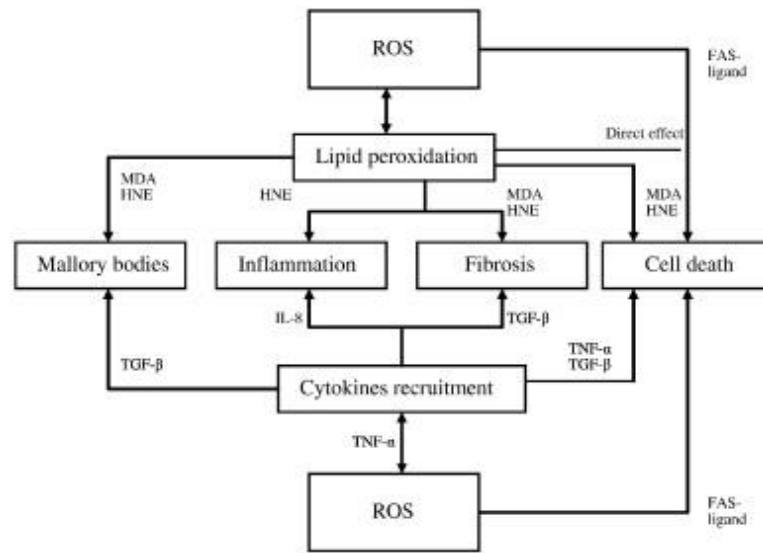 ROS
FAS-
ligand
Direct effect
Lipid peroxidation
MDA
HNE
HNE
MDA
HNE
MDA
HNE
Mallory bodies
Inflammation
Fibrosis
Cell death
IL-8
TGF-β
TGF-β
TNF-α
TGF-β
Cytokines recruitment
TNF-α
ROS
FAS-
ligand